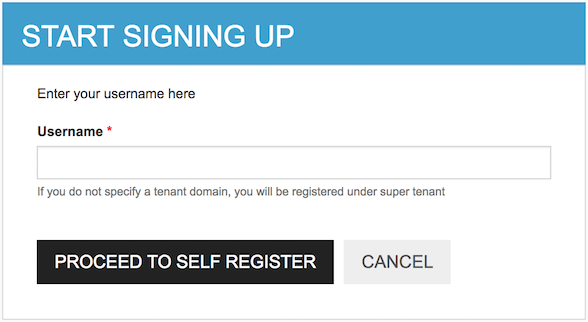 START SIGNING UP
Enter your username here
Username *
If you do not specify a tenant domain, you will be registered under super tenant
PROCEED TO SELF REGISTER
CANCEL